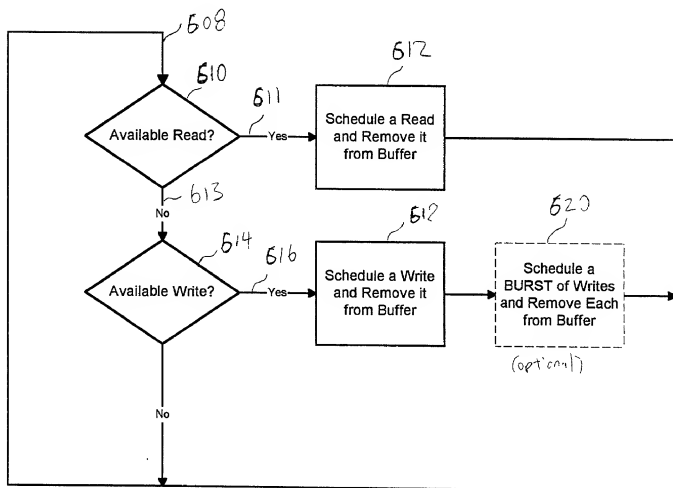 608
610
612
611
Available Read?
Yes
Schedule a Read
and Remove it
from Buffer
613
No
614
616
618
620
Available Write?
Yes
Schedule a Write
and Remove it
from Buffer
Schedule a
BURST of Writes
and Remove Each
from Buffer
(optional)
No